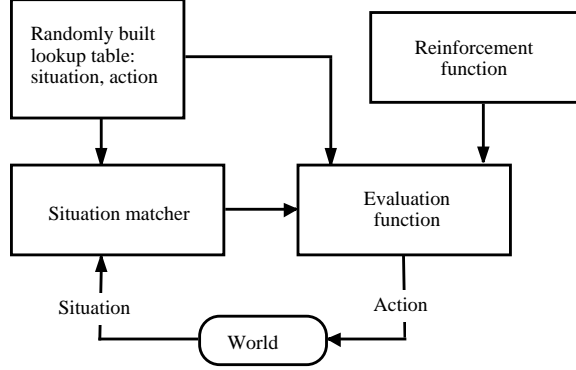 Randomly built
lookup table:
situation, action
Reinforcement
function
Situation matcher
Evaluation
function
Situation
Action
World